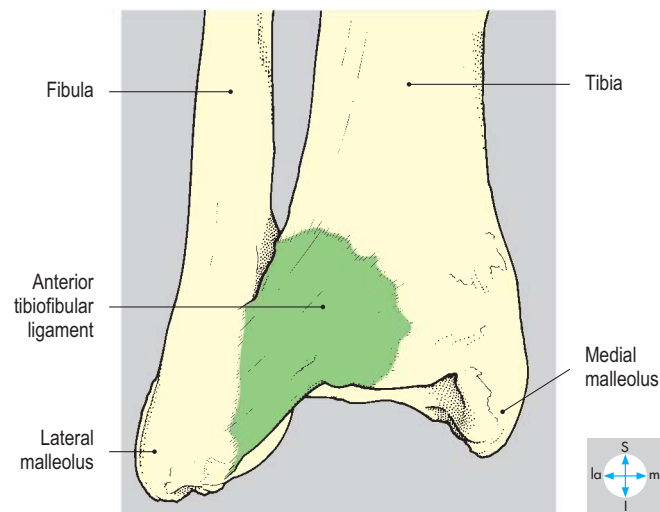 Fibula
Tibia
Anterior
tibiofibular
ligament
Medial
malleolus
Lateral
malleolus
S
la
m
I